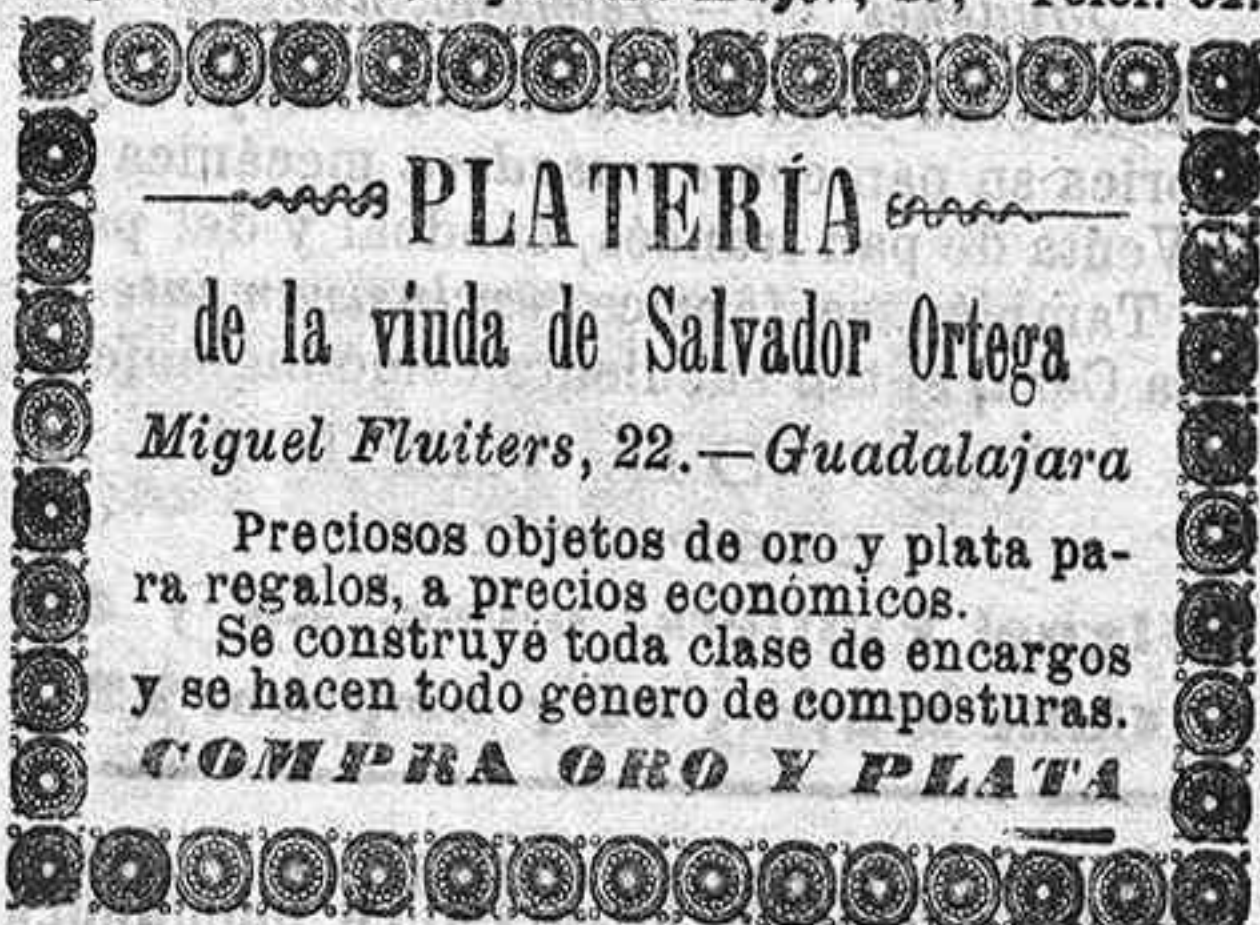 PLATERÍA
de la viuda de Salvador Ortega
Miguel Fluiters, 22.—Guadalajara
Preciosos objetos de oro y plata pa-
ra regalos, a precios económicos.
Se construye toda clase de encargos
y se hacen todo género de composturas.
COMPRA ORO Y PLATA